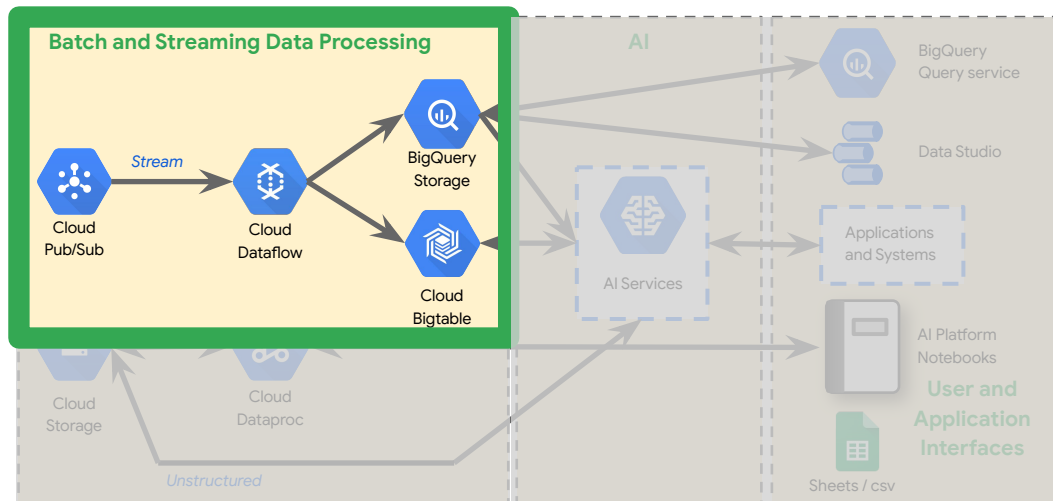 Batch and Streaming Data Processing
AI
BigQuery
Query service
Stream
BigQuery
Storage
Data Studio
Cloud
Pub/Sub
Cloud
Dataflow
Applications
and Systems
AI Services
Cloud
Bigtable
AI Platform
Notebooks
Cloud
Storage
Cloud
Dataproc
User and
Application
Interfaces
Unstructured
Sheets / csv